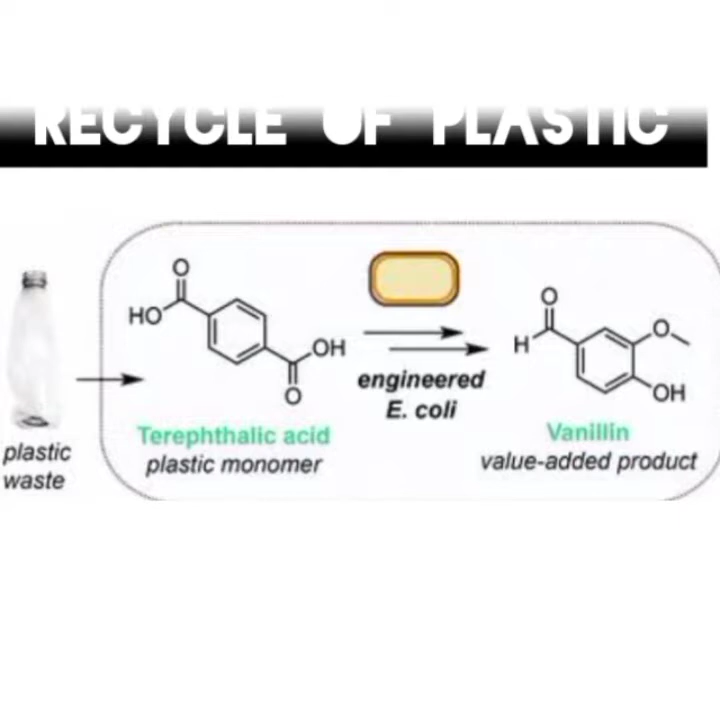 RECYCLE OF PLASTIC
O
HO
OH
O
plastic
waste
Terephthalic acid
plastic monomer
engineered
E. coli
O
H
O
OH
Vanillin
value-added product